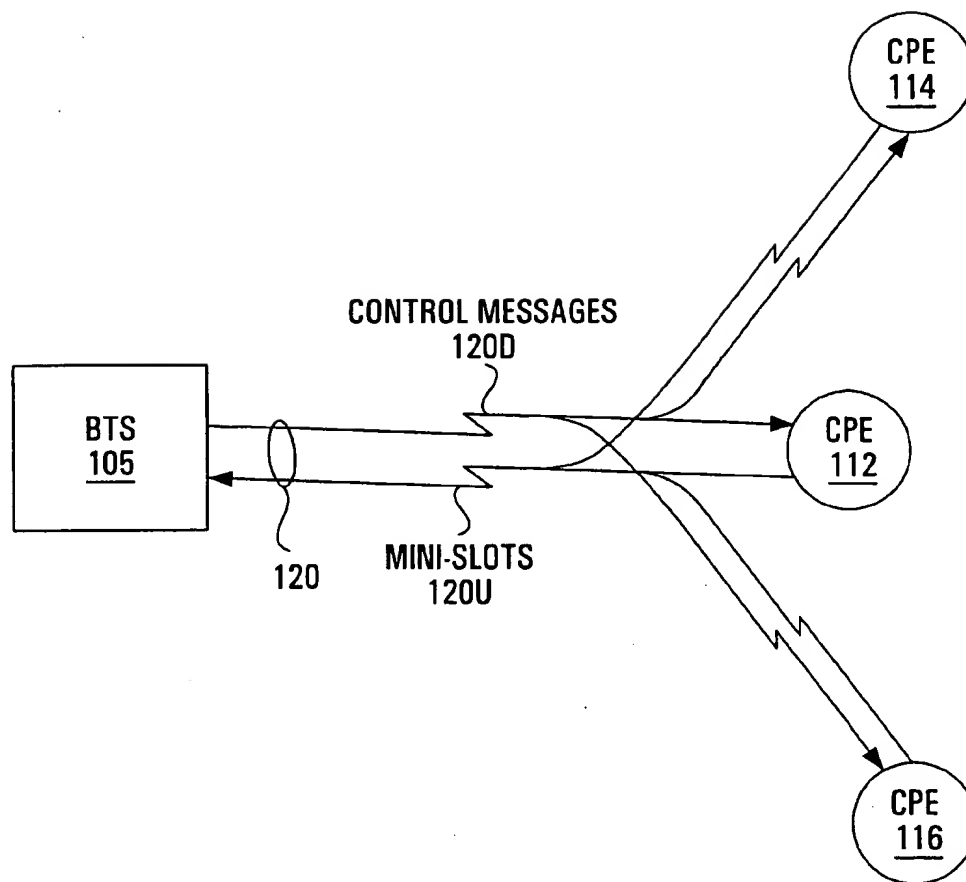 CPE
114
CONTROL MESSAGES
120D
BTS
105
CPE
112
120
MINI-SLOTS
120U
CPE
116